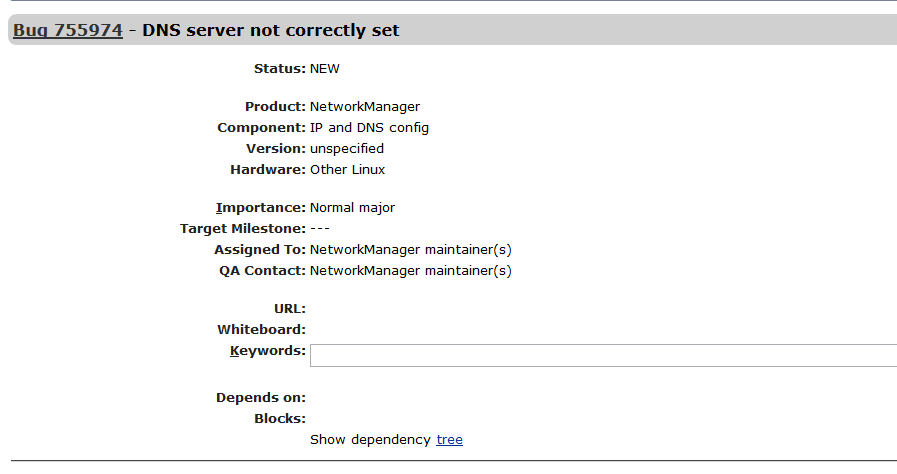 Bug 755974 - DNS server not correctly set
Status: NEW
Product: NetworkManager
Component: IP and DNS config
Version: unspecified
Hardware: Other Linux
Importance: Normal major
Target Milestone: ---
Assigned To: NetworkManager maintainer(s)
QA Contact: NetworkManager maintainer(s)
URL:
Whiteboard:
Keywords:
Depends on:
Blocks:
Show dependency tree